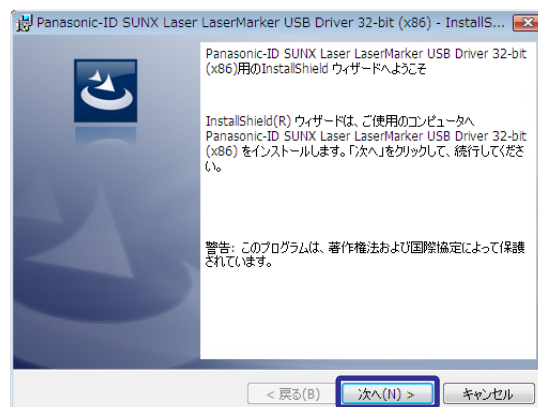 Panasonic-ID SUNX Laser LaserMarker USB Driver 32-bit (x86) - InstallS...
Panasonic-ID SUNX Laser LaserMarker USB Driver 32-bit
(x86)用のInstallShield ウィザードへようこそ
InstallShield(R) ウィザードは、ご使用のコンピュータへ
Panasonic-ID SUNX Laser LaserMarker USB Driver 32-bit
(x86) をインストールします。「次へ」をクリックして、続行してくださ
い。
警告: このプログラムは、著作権法および国際協定によって保護
されています。
< 戻る(B)
次へ(N) >
キャンセル